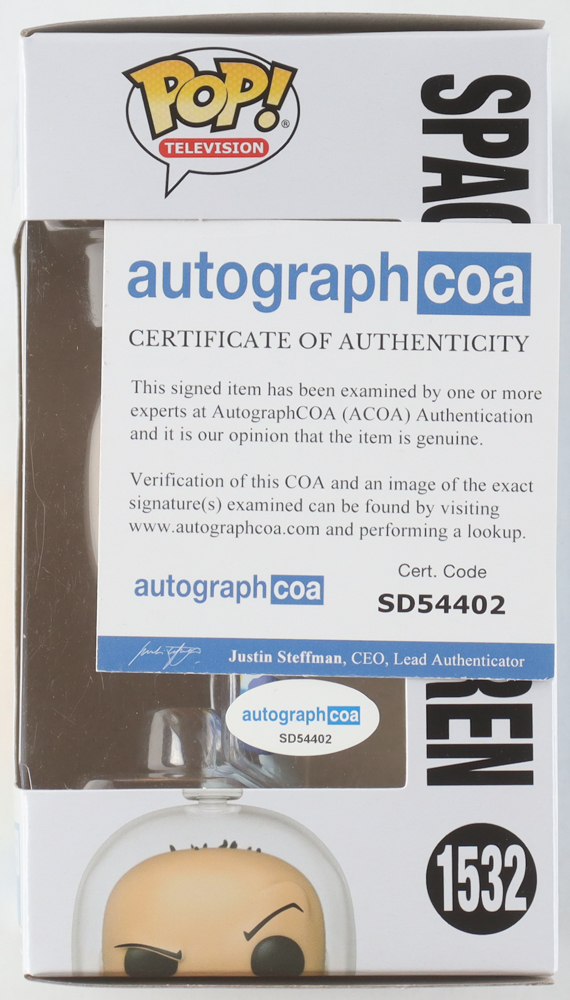 POP!®
TELEVISION
SPAC
autograph coa
CERTIFICATE OF AUTHENTICITY
This signed item has been examined by one or more
experts at AutographCOA (ACOA) Authentication
and it is our opinion that the item is genuine.
Verification of this COA and an image of the exact
signature(s) examined can be found by visiting
www.autographcoa.com and performing a lookup.
autograph coa
Cert. Code
SD54402
Justin Steffman, CEO, Lead Authenticator
autograph coa
SD54402
REN
1532